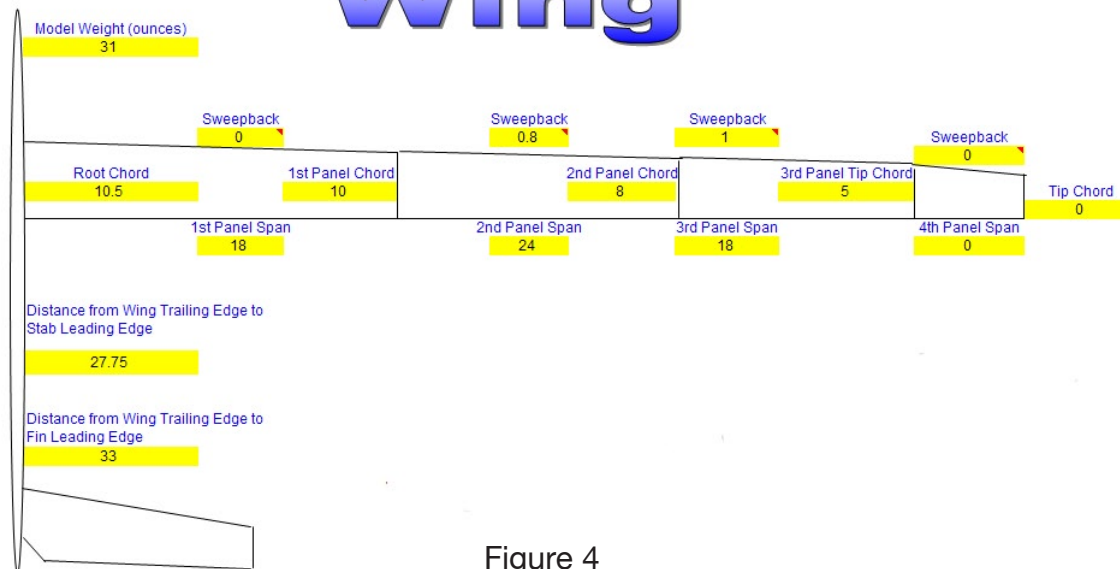 Wing
Model Weight (ounces)
31
Sweepback
0
Sweepback
0.8
Sweepback
1
Sweepback
0
Root Chord
10.5
1st Panel Chord
10
2nd Panel Chord
8
3rd Panel Tip Chord
5
Tip Chord
0
1st Panel Span
18
2nd Panel Span
24
3rd Panel Span
18
4th Panel Span
0
Distance from Wing Trailing Edge to
Stab Leading Edge
27.75
Distance from Wing Trailing Edge to
Fin Leading Edge
33
Figure 4